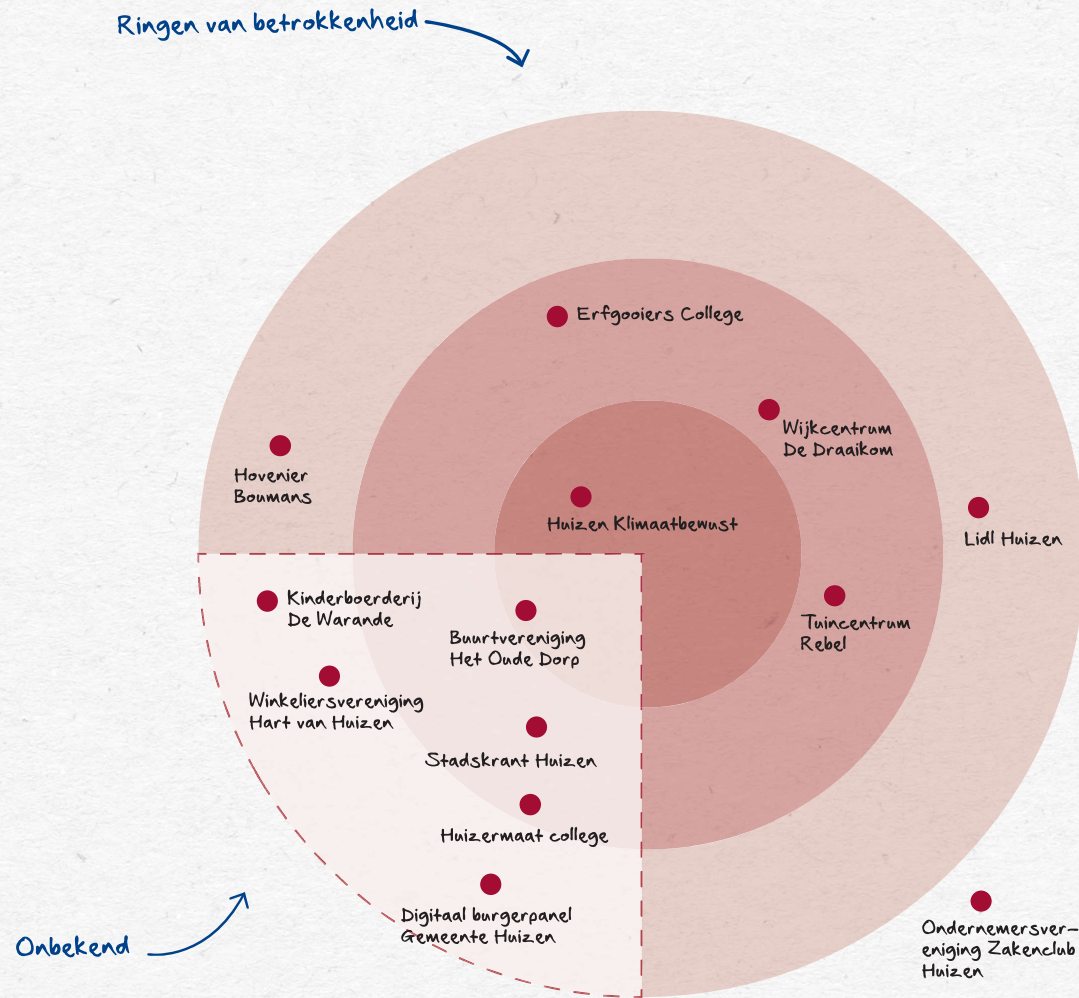 Ringen van betrokkenheid
Erfgooiers College
Wijkcentrum
De Draaikom
Hovenier
Boumans
Huizen Klimaatbewust
Lidl Huizen
Kinderboerderij
De Warande
Buurtvereniging
Het Oude Dorp
Tuincentrum
Rebel
Winkeliersvereniging
Hart van Huizen
Stadskrant Huizen
Huizermaat college
Digitaal burgerpanel
Gemeente Huizen
Onbekend
Ondernemersver-
eniging Zakenclub
Huizen